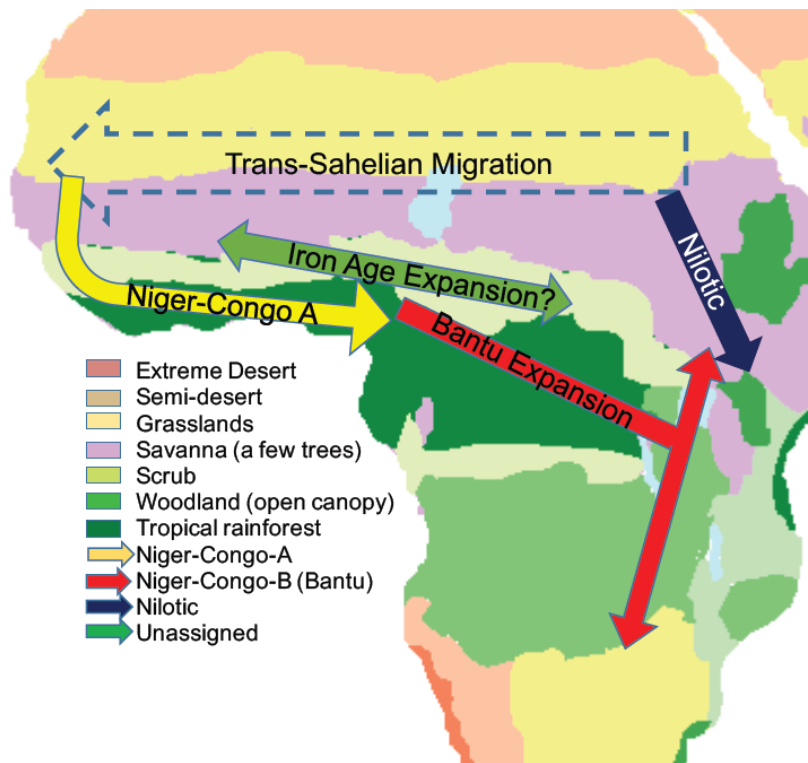 Trans-Sahelian Migration
Nilotic
Iron Age Expansion?
Niger-Congo A
Bantu Expansion
Extreme Desert
Semi-desert
Grasslands
Savanna (a few trees)
Scrub
Woodland (open canopy)
Tropical rainforest
Niger-Congo-A
Niger-Congo-B (Bantu)
Nilotic
Unassigned